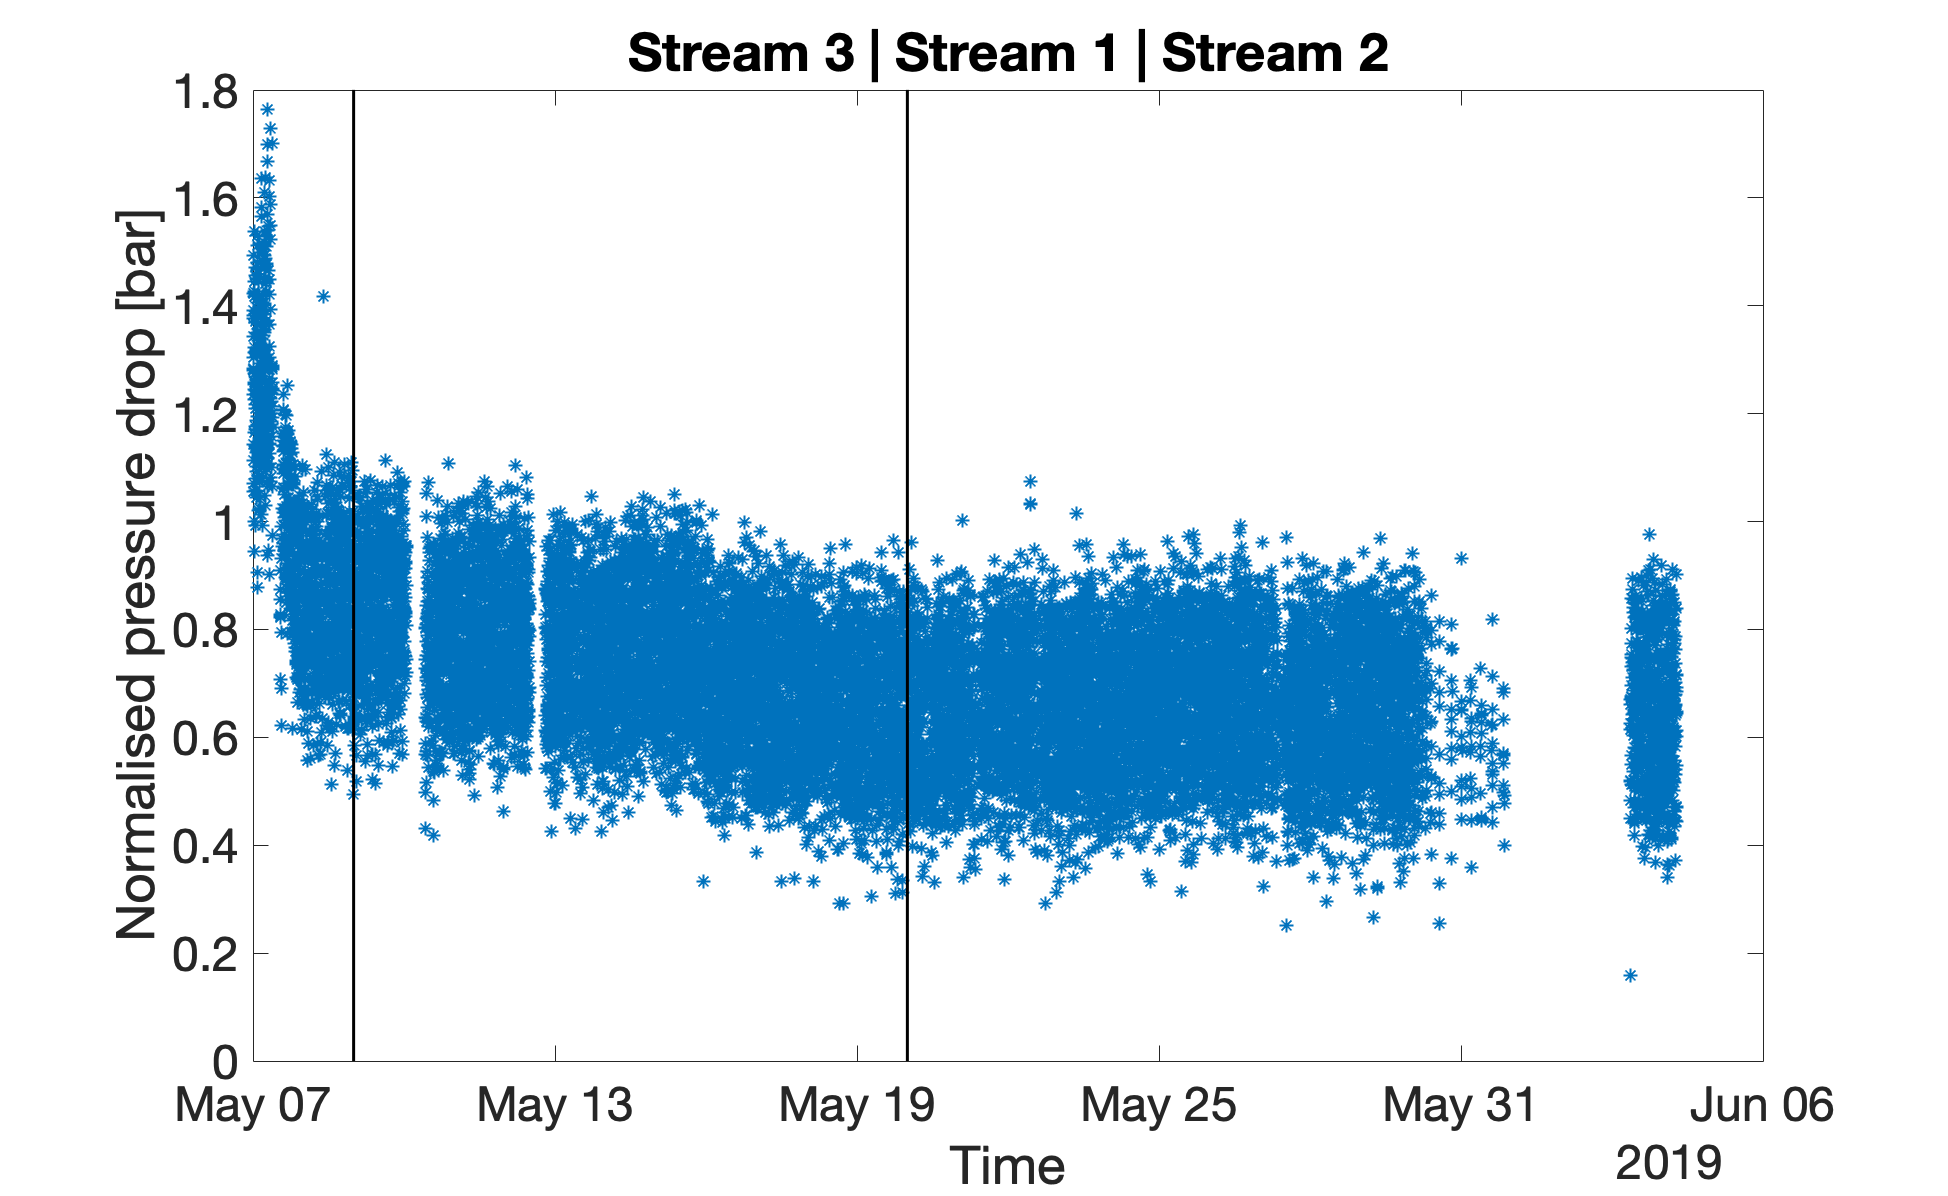 Stream 3 | Stream 1 | Stream 2
Normalised pressure drop [bar]
1.8
1.6
1.4
1.2
1
0.8
0.6
0.4
0.2
0
May 07
May 13
May 19
May 25
May 31
Jun 06
Time
2019